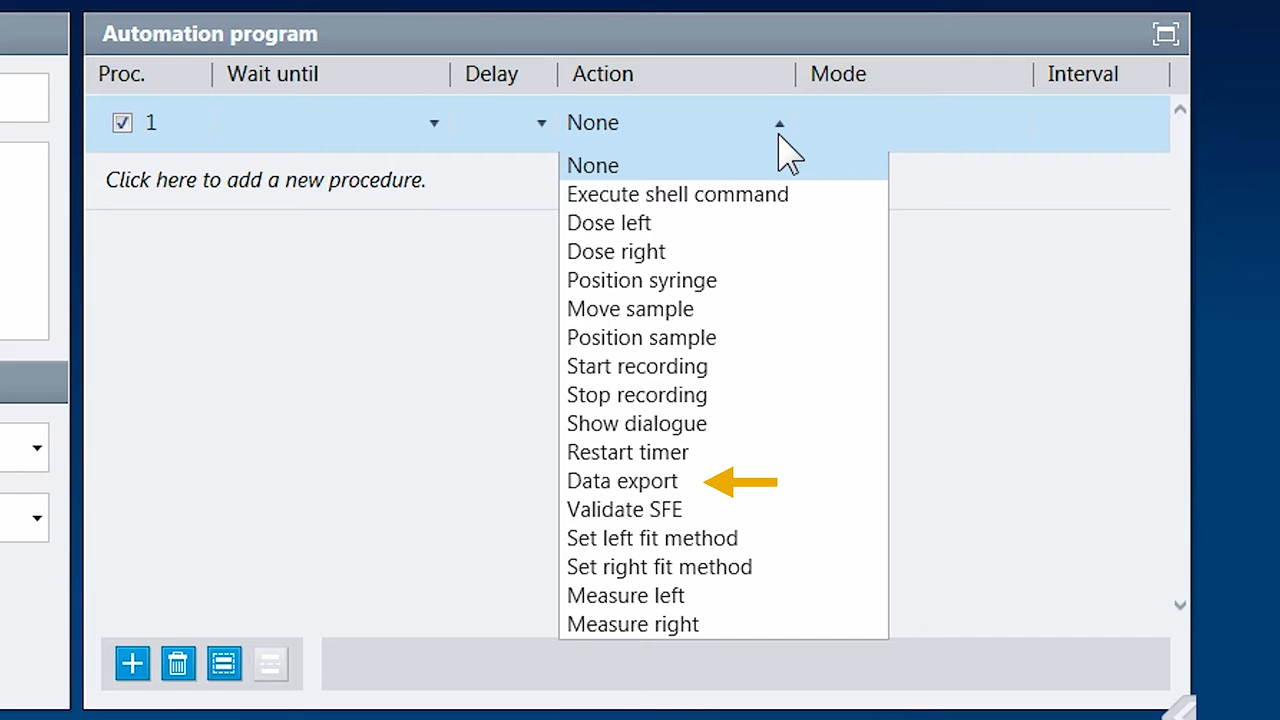 Automation program
Proc. Wait until Delay Action Mode Interval
1 None
None
Click here to add a new procedure.
Execute shell command
Dose left
Dose right
Position syringe
Move sample
Position sample
Start recording
Stop recording
Show dialogue
Restart timer
Data export
Validate SFE
Set left fit method
Set right fit method
Measure left
Measure right